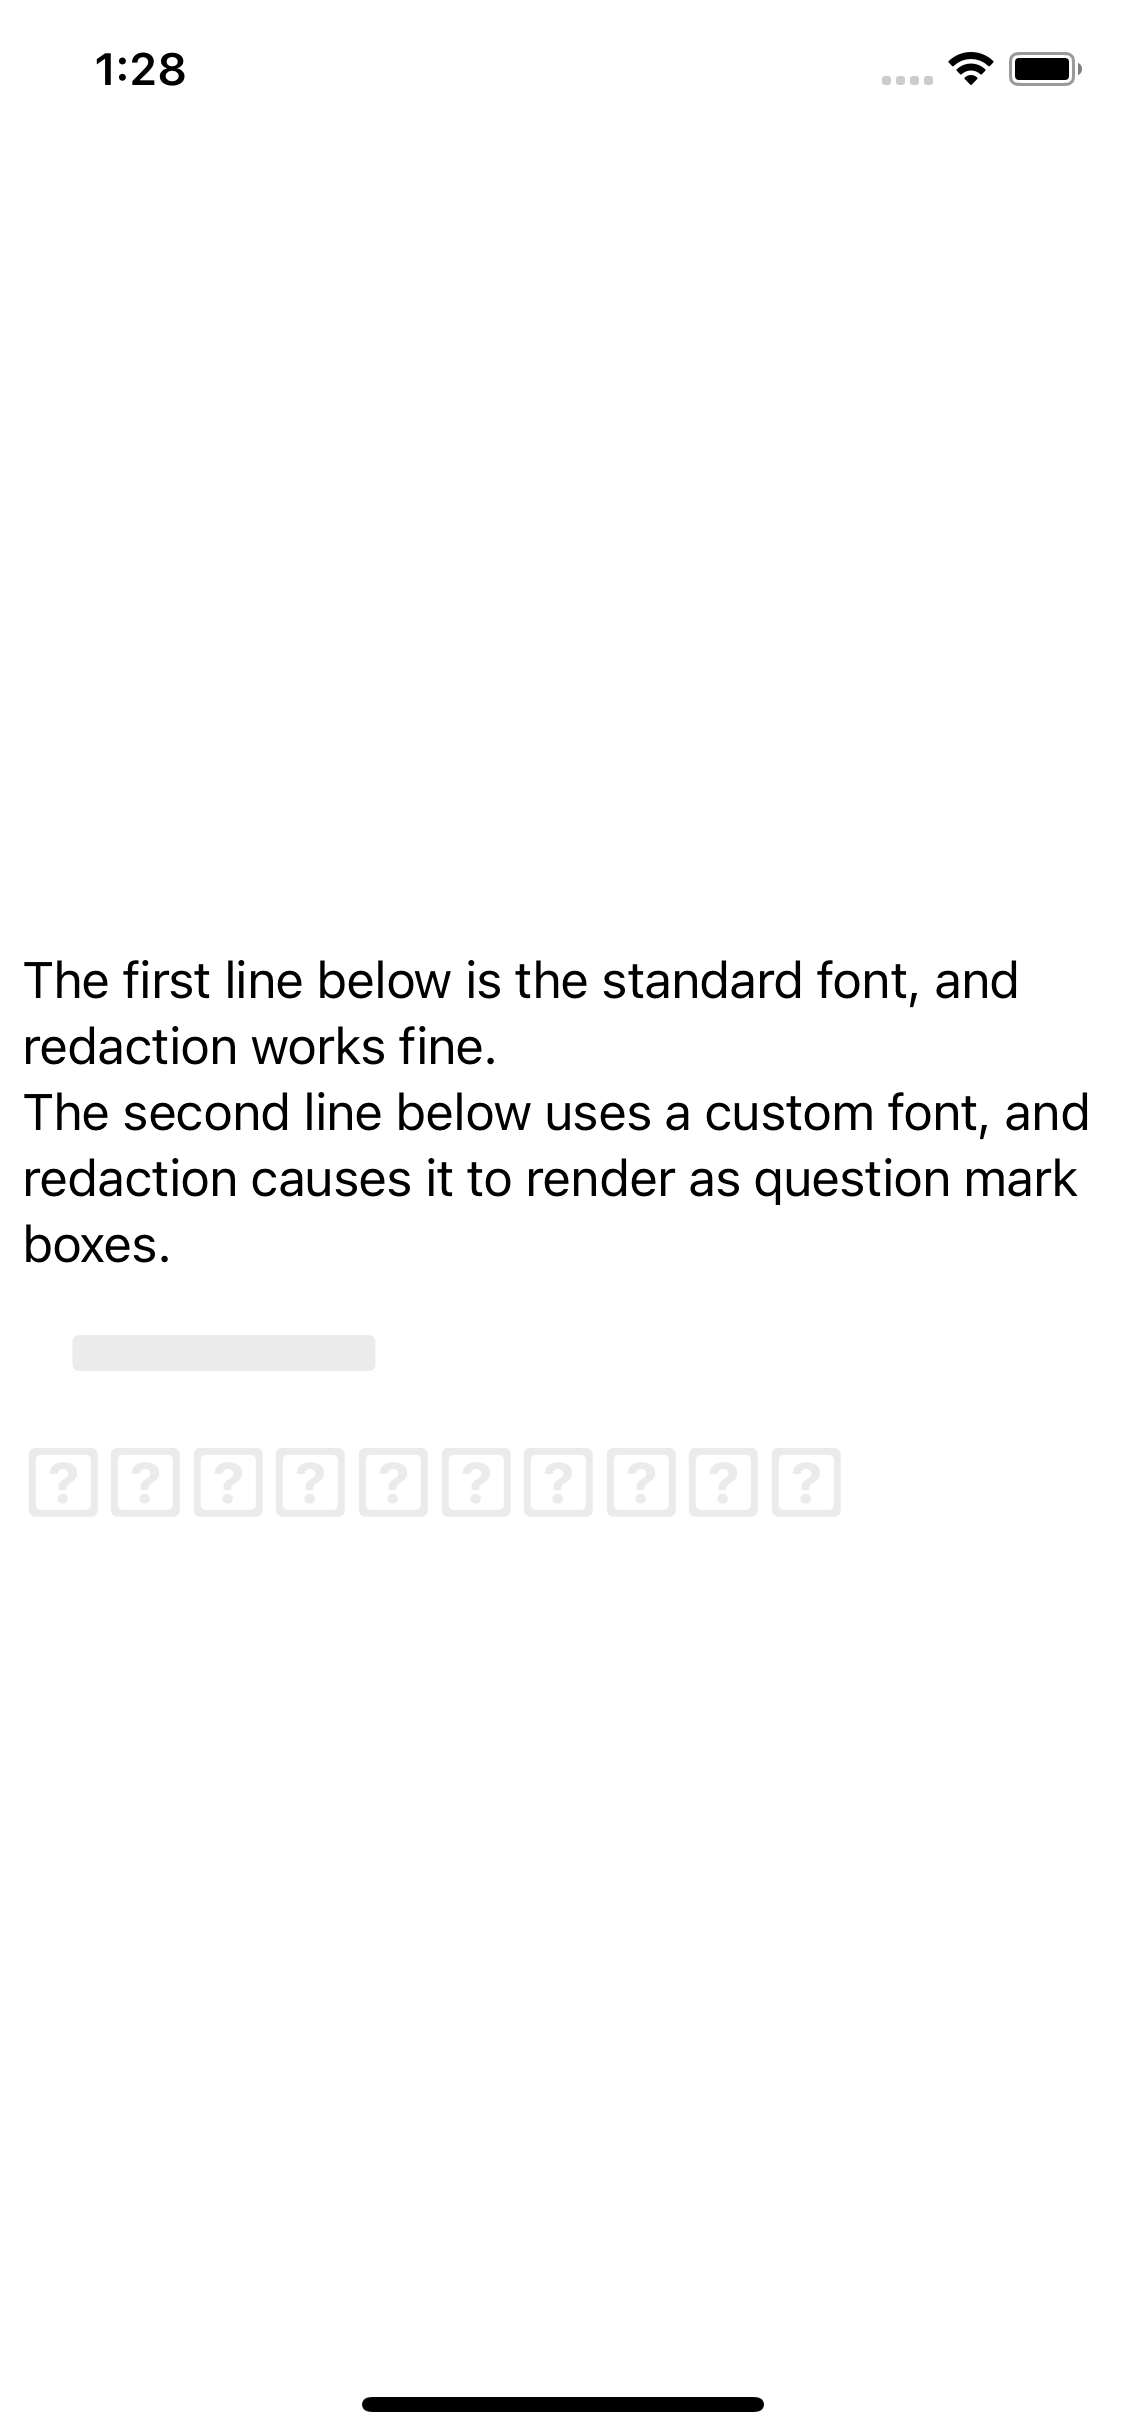 1:28
The first line below is the standard font, and
redaction works fine.
The second line below uses a custom font, and
redaction causes it to render as question mark
boxes.
? ? ? ? ? ? ? ? ? ?